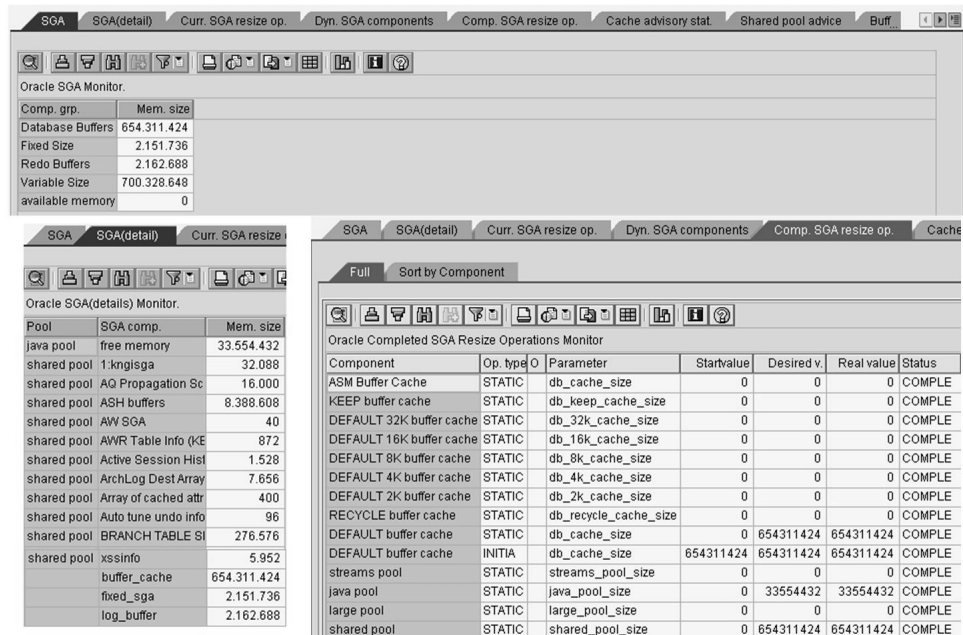 SGA SGA(detail) Curr. SGA resize op. Dyn. SGA components Comp. SGA resize op. Cache advisory stat. Shared pool advice Buff
Oracle SGA Monitor.
Comp. grp. Mem. size
Database Buffers 654.311.424
Fixed Size 2.151.736
Redo Buffers 2.162.688
Variable Size 700.328.648
available memory 0
SGA SGA(detail) Curr. SGA resize
Oracle SGA(details) Monitor.
Pool SGA comp. Mem. size
java pool free memory 33.554.432
shared pool 1:kngisga 32.088
shared pool AQ Propagation Sc 16.000
shared pool ASH buffers 8.388.608
shared pool AW SGA 40
shared pool AWR Table Info (KE 872
shared pool Active Session Hist 1.528
shared pool ArchLog Dest Array 7.656
shared pool Array of cached attr 400
shared pool Auto tune undo info 96
shared pool BRANCH TABLE SI 276.576
shared pool xssinfo 5.952
buffer_cache 654.311.424
fixed_sga 2.151.736
log_buffer 2.162.688
SGA SGA(detail) Curr. SGA resize op. Dyn. SGA components Comp. SGA resize op. Cache
Full Sort by Component
Oracle Completed SGA Resize Operations Monitor
Component Op. type O Parameter Startvalue Desired v. Real value Status
ASM Buffer Cache STATIC db_cache_size 0 0 0 COMPLE
KEEP buffer cache STATIC db_keep_cache_size 0 0 0 COMPLE
DEFAULT 32K buffer cache STATIC db_32k_cache_size 0 0 0 COMPLE
DEFAULT 16K buffer cache STATIC db_16k_cache_size 0 0 0 COMPLE
DEFAULT 8K buffer cache STATIC db_8k_cache_size 0 0 0 COMPLE
DEFAULT 4K buffer cache STATIC db_4k_cache_size 0 0 0 COMPLE
DEFAULT 2K buffer cache STATIC db_2k_cache_size 0 0 0 COMPLE
RECYCLE buffer cache STATIC db_recycle_cache_size 0 0 0 COMPLE
DEFAULT buffer cache STATIC db_cache_size 0 654311424 654311424 COMPLE
DEFAULT buffer cache INITIA db_cache_size 654311424 654311424 654311424 COMPLE
streams pool STATIC streams_pool_size 0 0 0 COMPLE
java pool STATIC java_pool_size 0 33554432 33554432 COMPLE
large pool STATIC large_pool_size 0 0 0 COMPLE
shared pool STATIC shared_pool_size 0 654311424 654311424 COMPLE